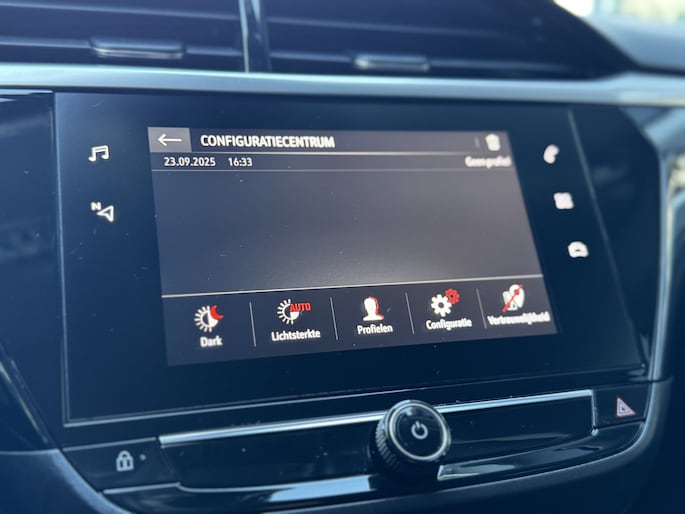 CONFIGURATIECENTRUM
23.09.2025 16:33 Geen profiel
N
AUTO
Dark Lichtsterkte Profielen Configuratie Vertrouwelijkheid